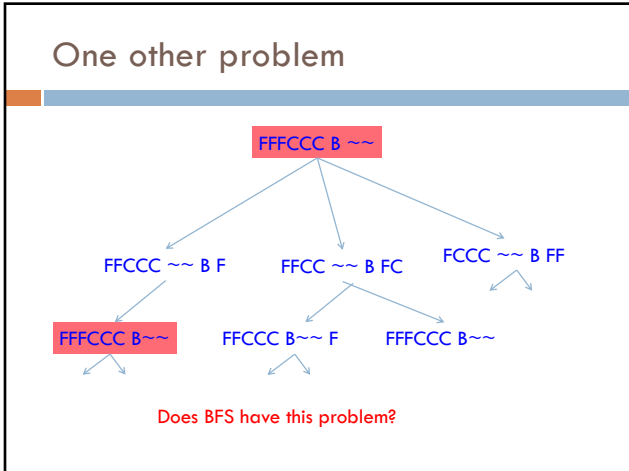 One other problem
FFFCCC B ~~
FFCCC ~~ B F
FFCC ~~ B FC
FCCC ~~ B FF
FFFCCC B~~
FFCCC B~~ F
FFFCCC B~~
Does BFS have this problem?